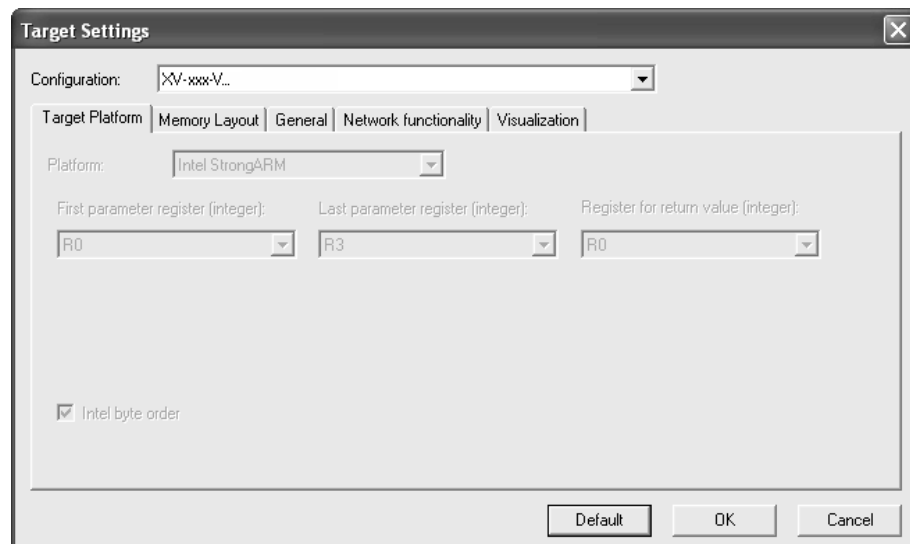 Target Settings
Configuration: XV-xxx-V...
Target Platform Memory Layout General Network functionality Visualization
Platform: Intel StrongARM
First parameter register (integer): Last parameter register (integer): Register for return value (integer):
R0 R3 R0
Intel byte order
Default OK Cancel